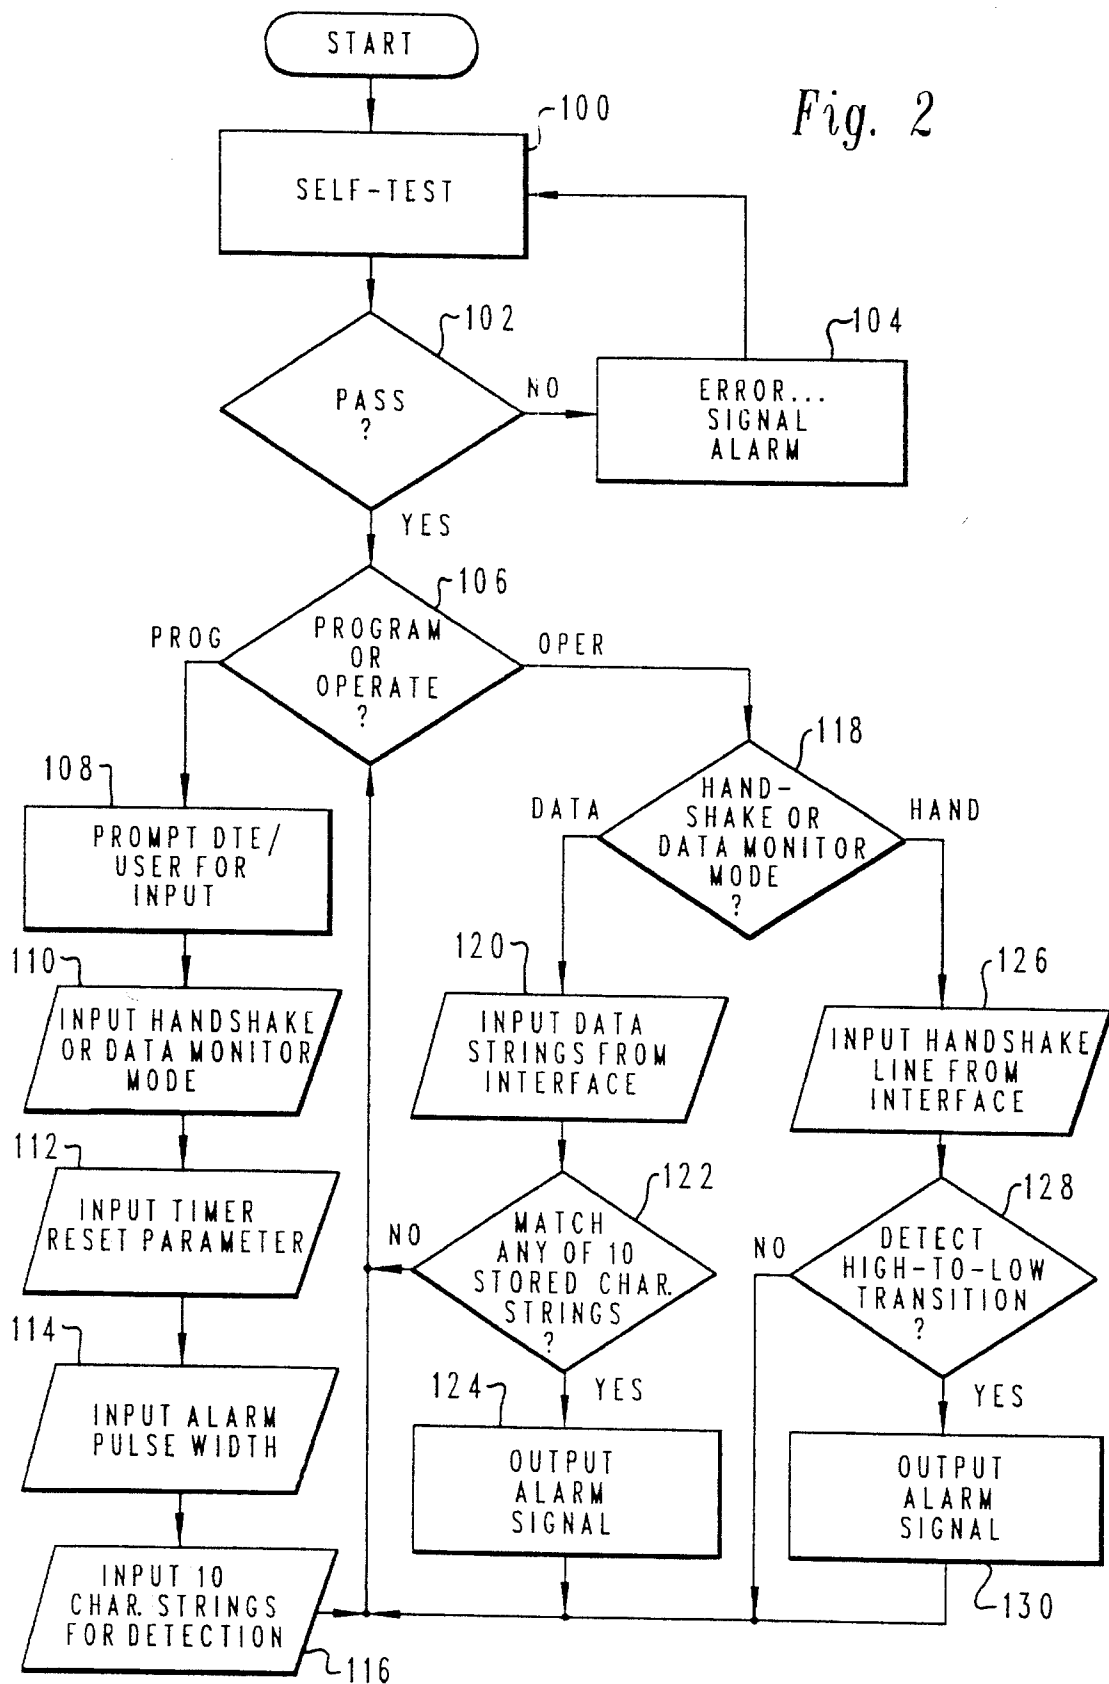 START
Fig. 2
100
SELF-TEST
102
104
PASS
?
NO
ERROR...
SIGNAL
ALARM
YES
106
PROG
PROGRAM
OR
OPERATE
?
OPER
108
PROMPT DTE/
USER FOR
INPUT
118
DATA
HAND-
SHAKE OR
DATA MONITOR
MODE
?
HAND
110
INPUT HANDSHAKE
OR DATA MONITOR
MODE
120
INPUT DATA
STRINGS FROM
INTERFACE
126
INPUT HANDSHAKE
LINE FROM
INTERFACE
112
INPUT TIMER
RESET PARAMETER
122
NO
MATCH
ANY OF 10
STORED CHAR.
STRINGS
?
YES
128
NO
DETECT
HIGH-TO-LOW
TRANSITION
?
YES
114
INPUT ALARM
PULSE WIDTH
124
OUTPUT
ALARM
SIGNAL
OUTPUT
ALARM
SIGNAL
130
INPUT 10
CHAR. STRINGS
FOR DETECTION
116